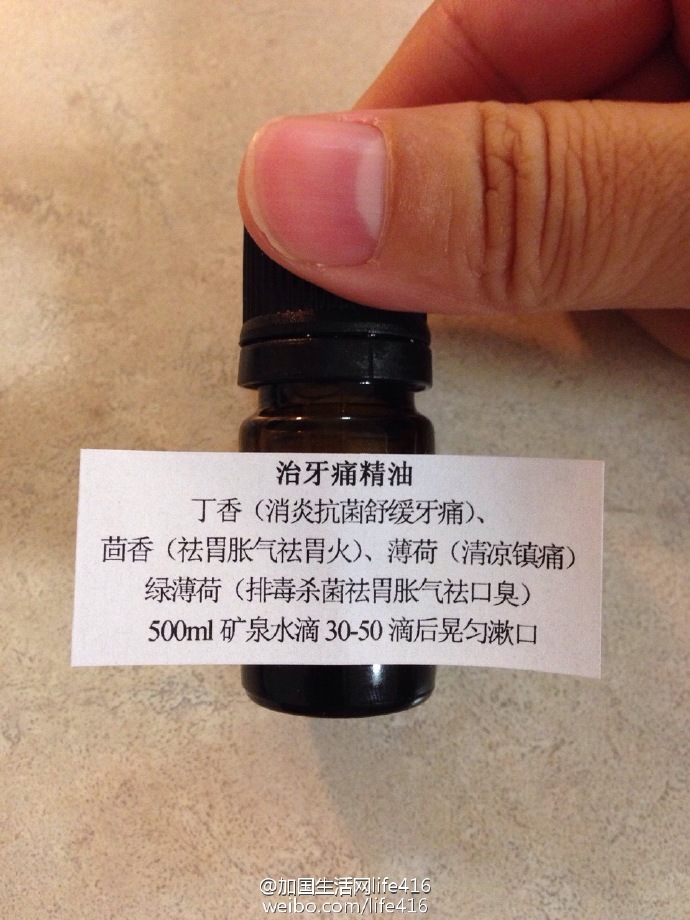 治牙痛精油
丁香（消炎抗菌舒缓牙痛）、
茴香（祛胃胀气祛胃火）、薄荷（清凉镇痛）
绿薄荷（排毒杀菌祛胃胀气祛口臭）
500ml 矿泉水滴 30-50 滴后晃匀漱口
@加国生活网life416
weibo.com/life416